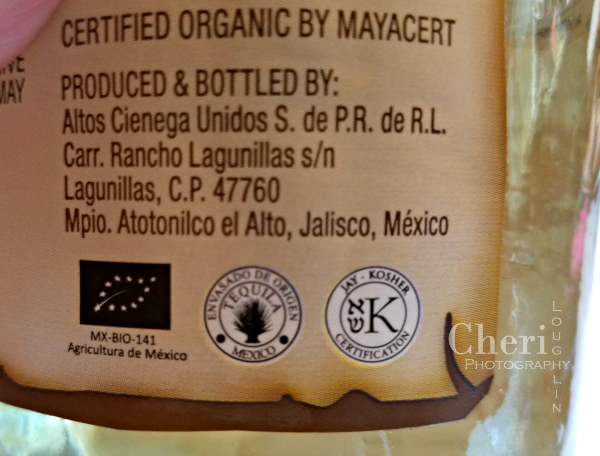 CERTIFIED ORGANIC BY MAYACERT
PRODUCED & BOTTLED BY:
Altos Cienega Unidos S. de P.R. de R.L.
Carr. Rancho Lagunillas s/n
Lagunillas, C.P. 47760
Mpio. Atotonilco el Alto, Jalisco, México
MAY
MX-BIO-141
Agricultura de México
ENVASADO DE ORIGEN
TEQUILA
MEXICO
JAY - KOSHER
K
CERTIFICATION
Cheri
LOUGHLIN
PHOTOGRAPHY